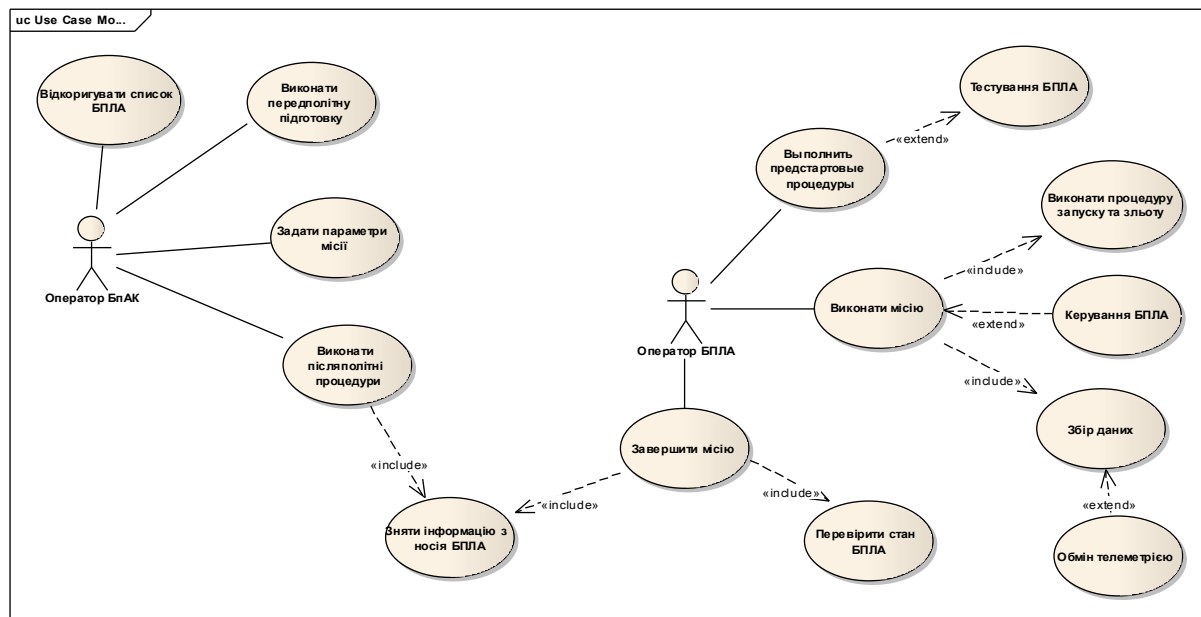 uc Use Case Mo...
Відкоригувати список
БПЛА
Виконати
передполітну
підготовку
Задати параметри
місії
Оператор БпАК
Виконати
післяполітні
процедури
«include»
Зняти інформацію з
носія БПЛА
Тестування БПЛА
«extend»
Выполнить
предстартовые
процедуры
Виконати процедуру
запуску та зльоту
«include»
Виконати місію
Керування БПЛА
«extend»
Оператор БПЛА
«include»
Збір даних
Завершити місію
«include»
«include»
Перевірити стан
БПЛА
«extend»
Обмін телеметрією